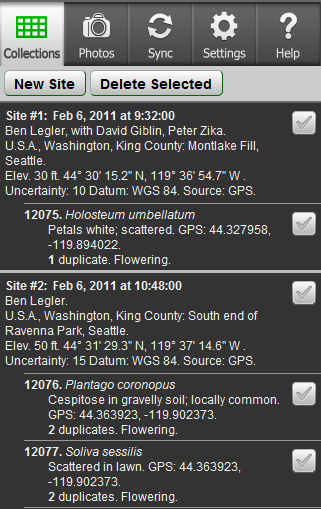 Collections Photos Sync Settings Help
New Site Delete Selected
Site #1: Feb 6, 2011 at 9:32:00
Ben Legler, with David Giblin, Peter Zika.
U.S.A., Washington, King County: Montlake Fill,
Seattle.
Elev. 30 ft. 44° 30' 15.2" N, 119° 36' 54.7" W .
Uncertainty: 10 Datum: WGS 84. Source: GPS.
12075. Holosteum umbellatum
Petals white; scattered. GPS: 44.327958,
-119.894022.
1 duplicate. Flowering.
Site #2: Feb 6, 2011 at 10:48:00
Ben Legler.
U.S.A., Washington, King County: South end of
Ravenna Park, Seattle.
Elev. 50 ft. 44° 31' 29.3" N, 119° 37' 14.6" W .
Uncertainty: 15 Datum: WGS 84. Source: GPS.
12076. Plantago coronopus
Cespitose in gravelly soil; locally common.
GPS: 44.363923, -119.902373.
2 duplicates. Flowering.
12077. Soliva sessilis
Scattered in lawn. GPS: 44.363923,
-119.902373.
2 duplicates. Flowering.